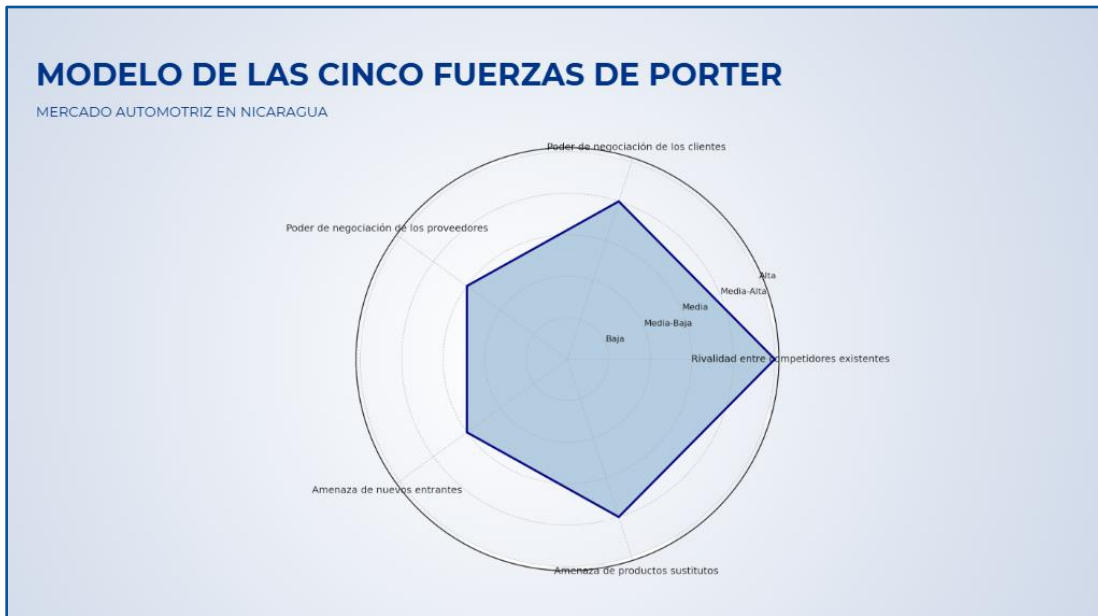 MODELO DE LAS CINCO FUERZAS DE PORTER
MERCADO AUTOMOTRIZ EN NICARAGUA
Poder de negociación de los clientes
Poder de negociación de los proveedores
Alta
Media-Alta
Media
Media-Baja
Baja
Rivalidad entre competidores existentes
Amenaza de nuevos entrantes
Amenaza de productos sustitutos